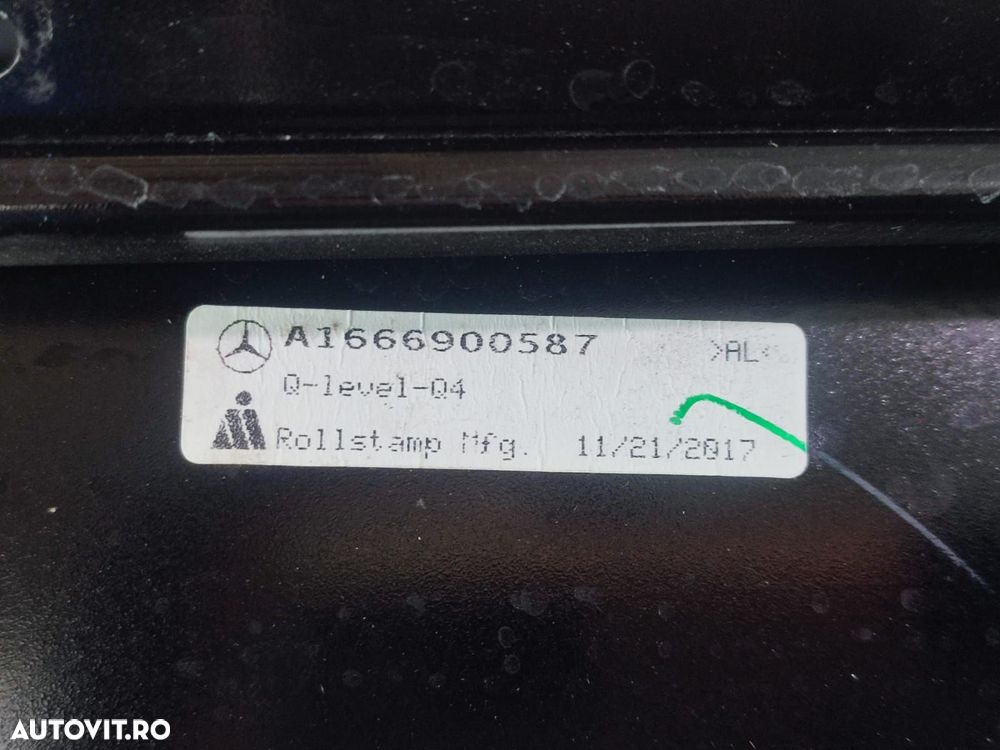 A1666900587
>AL<
Q-level-Q4
Rollstamp Mfg. 11/21/2017
AUTOVIT.RO